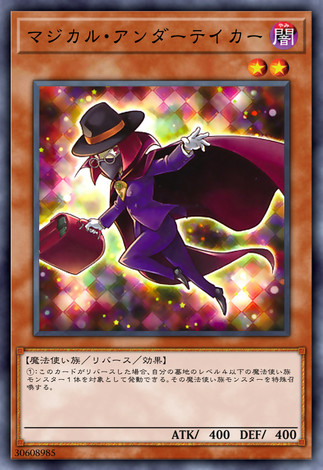 マジカル・アンダーテイカー
闇
やみ
【魔法使い族／リバース／効果】
①：このカードがリバースした場合、自分の墓地のレベル４以下の魔法使い族
モンスター１体を対象として発動できる。その魔法使い族モンスターを特殊召
喚する。
ATK/ 400 DEF/ 400
30608985